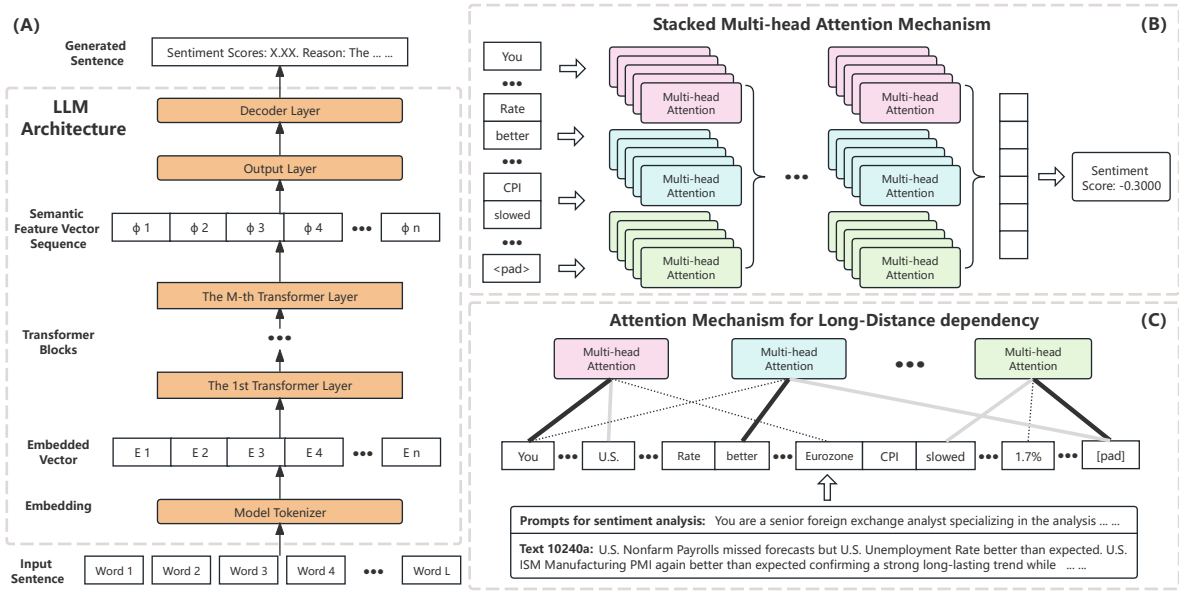 (A)
Generated
Sentence
Sentiment Scores: X.XX. Reason: The ... ...
LLM
Architecture
Decoder Layer
Output Layer
Semantic
Feature Vector
Sequence
ϕ 1 ϕ 2 ϕ 3 ϕ 4 ••• ϕ n
The M-th Transformer Layer
Transformer
Blocks
•••
The 1st Transformer Layer
Embedded
Vector
E 1 E 2 E 3 E 4 ••• E n
Embedding
Model Tokenizer
Input
Sentence
Word 1 Word 2 Word 3 Word 4 ••• Word L
Stacked Multi-head Attention Mechanism
(B)
You
•••
Rate
better
•••
CPI
slowed
•••
<pad>
Multi-head
Attention
Multi-head
Attention
Multi-head
Attention
•••
Multi-head
Attention
Multi-head
Attention
Multi-head
Attention
Sentiment
Score: -0.3000
Attention Mechanism for Long-Distance dependency
(C)
Multi-head
Attention
Multi-head
Attention
•••
Multi-head
Attention
You ••• U.S. ••• Rate better ••• Eurozone CPI slowed ••• 1.7% ••• [pad]
Prompts for sentiment analysis: You are a senior foreign exchange analyst specializing in the analysis ... ...
Text 10240a: U.S. Nonfarm Payrolls missed forecasts but U.S. Unemployment Rate better than expected. U.S.
ISM Manufacturing PMI again better than expected confirming a strong long-lasting trend while ... ...